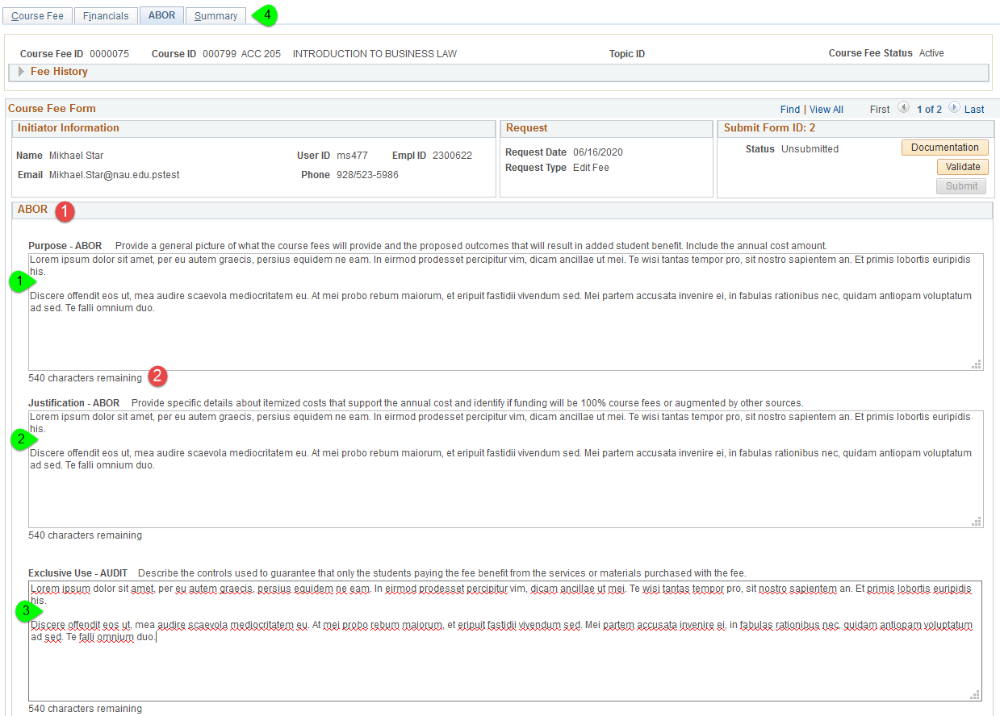 Course Fee Financials ABOR Summary 4
Course Fee ID 0000075 Course ID 000799 ACC 205 INTRODUCTION TO BUSINESS LAW Topic ID Course Fee Status Active
Fee History
Course Fee Form Find | View All First 1 of 2 Last
Initiator Information Request Submit Form ID: 2
Name Mikhael Star User ID ms477 Empl ID 2300622 Request Date 06/16/2020 Status Unsubmitted Documentation
Email Mikhael.Star@nau.edu.pstest Phone 928/523-5986 Request Type Edit Fee Validate
Submit
ABOR 1
Purpose - ABOR Provide a general picture of what the course fees will provide and the proposed outcomes that will result in added student benefit. Include the annual cost amount.
Lorem ipsum dolor sit amet, per eu autem graecis, persius equidem ne eam. In eirmod prodesset percipitur vim, dicam ancillae ut mei. Te wisi tantas tempor pro, sit nostro sapientem an. Et primis lobortis euripidis
his.
1
Discere offendit eos ut, mea audire scaevola mediocritatem eu. At mei probo rebum maiorum, et eripuit fastidii vivendum sed. Mei partem accusata invenire ei, in fabulas rationibus nec, quidam antiopam voluptatum
ad sed. Te falli omnium duo.
540 characters remaining 2
Justification - ABOR Provide specific details about itemized costs that support the annual cost and identify if funding will be 100% course fees or augmented by other sources.
Lorem ipsum dolor sit amet, per eu autem graecis, persius equidem ne eam. In eirmod prodesset percipitur vim, dicam ancillae ut mei. Te wisi tantas tempor pro, sit nostro sapientem an. Et primis lobortis euripidis
his.
2
Discere offendit eos ut, mea audire scaevola mediocritatem eu. At mei probo rebum maiorum, et eripuit fastidii vivendum sed. Mei partem accusata invenire ei, in fabulas rationibus nec, quidam antiopam voluptatum
ad sed. Te falli omnium duo.
540 characters remaining
Exclusive Use - AUDIT Describe the controls used to guarantee that only the students paying the fee benefit from the services or materials purchased with the fee.
Lorem ipsum dolor sit amet, per eu autem graecis, persius equidem ne eam. In eirmod prodesset percipitur vim, dicam ancillae ut mei. Te wisi tantas tempor pro, sit nostro sapientem an. Et primis lobortis euripidis
his.
3
Discere offendit eos ut, mea audire scaevola mediocritatem eu. At mei probo rebum maiorum, et eripuit fastidii vivendum sed. Mei partem accusata invenire ei, in fabulas rationibus nec, quidam antiopam voluptatum
ad sed. Te falli omnium duo.
540 characters remaining